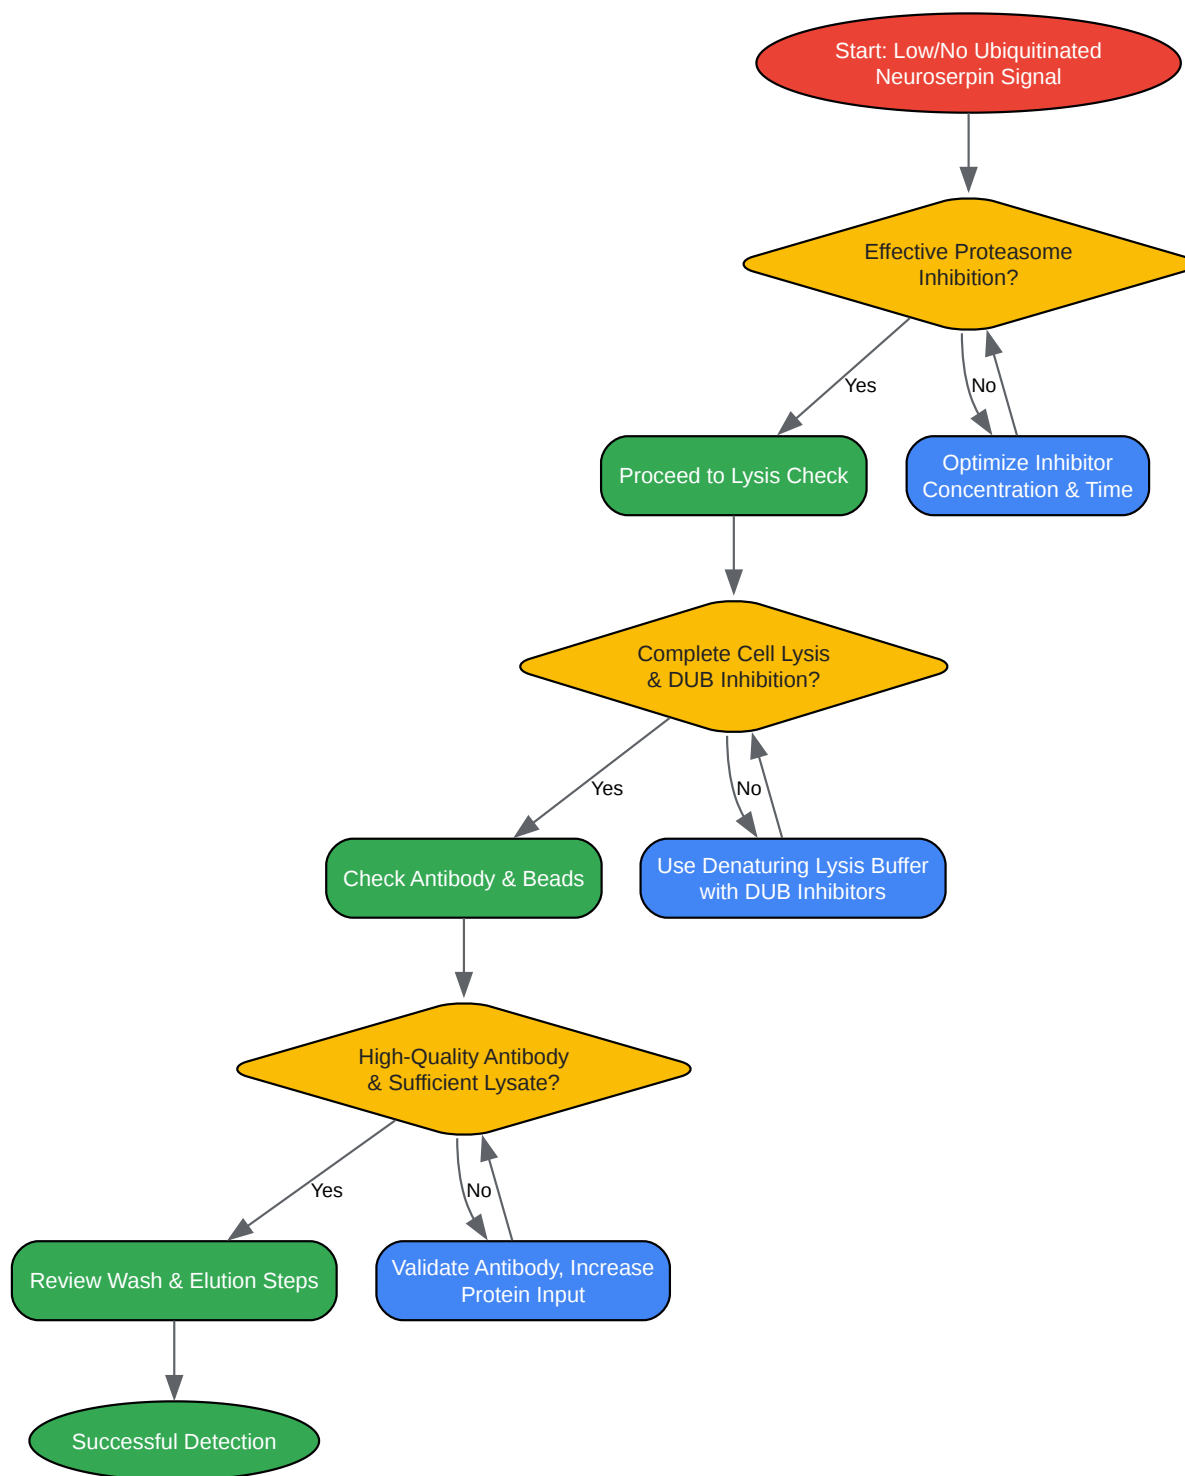 Start: Low/No Ubiquitinated
Neuroserpin Signal
Effective Proteasome
Inhibition?
Yes
No
Proceed to Lysis Check
Optimize Inhibitor
Concentration & Time
Complete Cell Lysis
& DUB Inhibition?
Yes
No
Check Antibody & Beads
Use Denaturing Lysis Buffer
with DUB Inhibitors
High-Quality Antibody
& Sufficient Lysate?
Yes
No
Review Wash & Elution Steps
Validate Antibody, Increase
Protein Input
Successful Detection